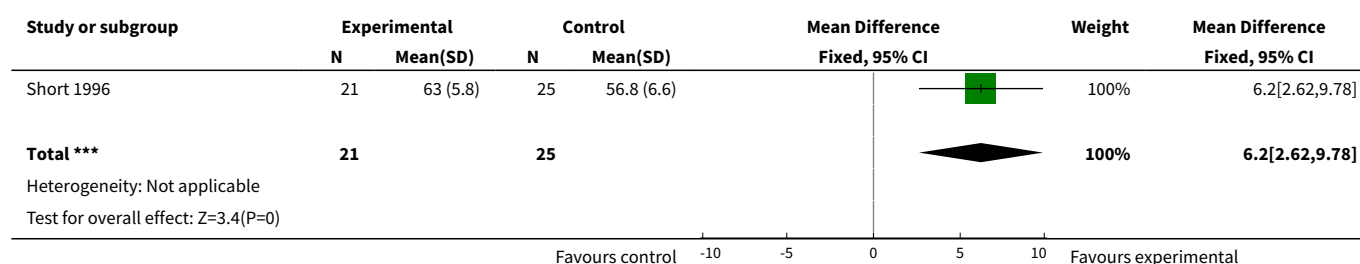 Study or subgroup Experimental Control Mean Difference Weight Mean Difference
N Mean(SD) N Mean(SD) Fixed, 95% CI Fixed, 95% CI
Short 1996 21 63 (5.8) 25 56.8 (6.6) 100% 6.2[2.62,9.78]
Total *** 21 25 100% 6.2[2.62,9.78]
Heterogeneity: Not applicable
Test for overall effect: Z=3.4(P=0)
Favours control -10 -5 0 5 10 Favours experimental